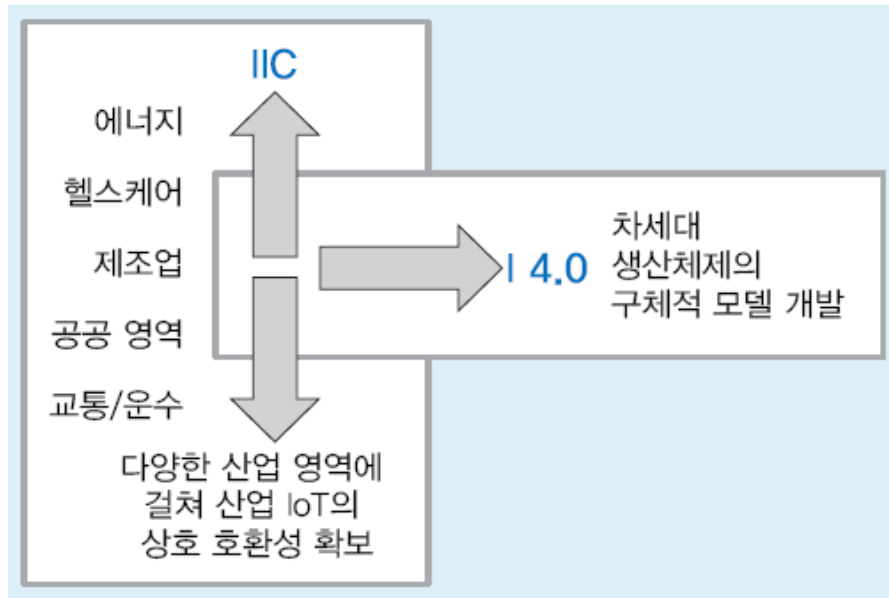 IIC
에너지
헬스케어
제조업
공공 영역
교통/운수
다양한 산업 영역에
걸쳐 산업 IoT의
상호 호환성 확보
I 4.0
차세대
생산체제의
구체적 모델 개발